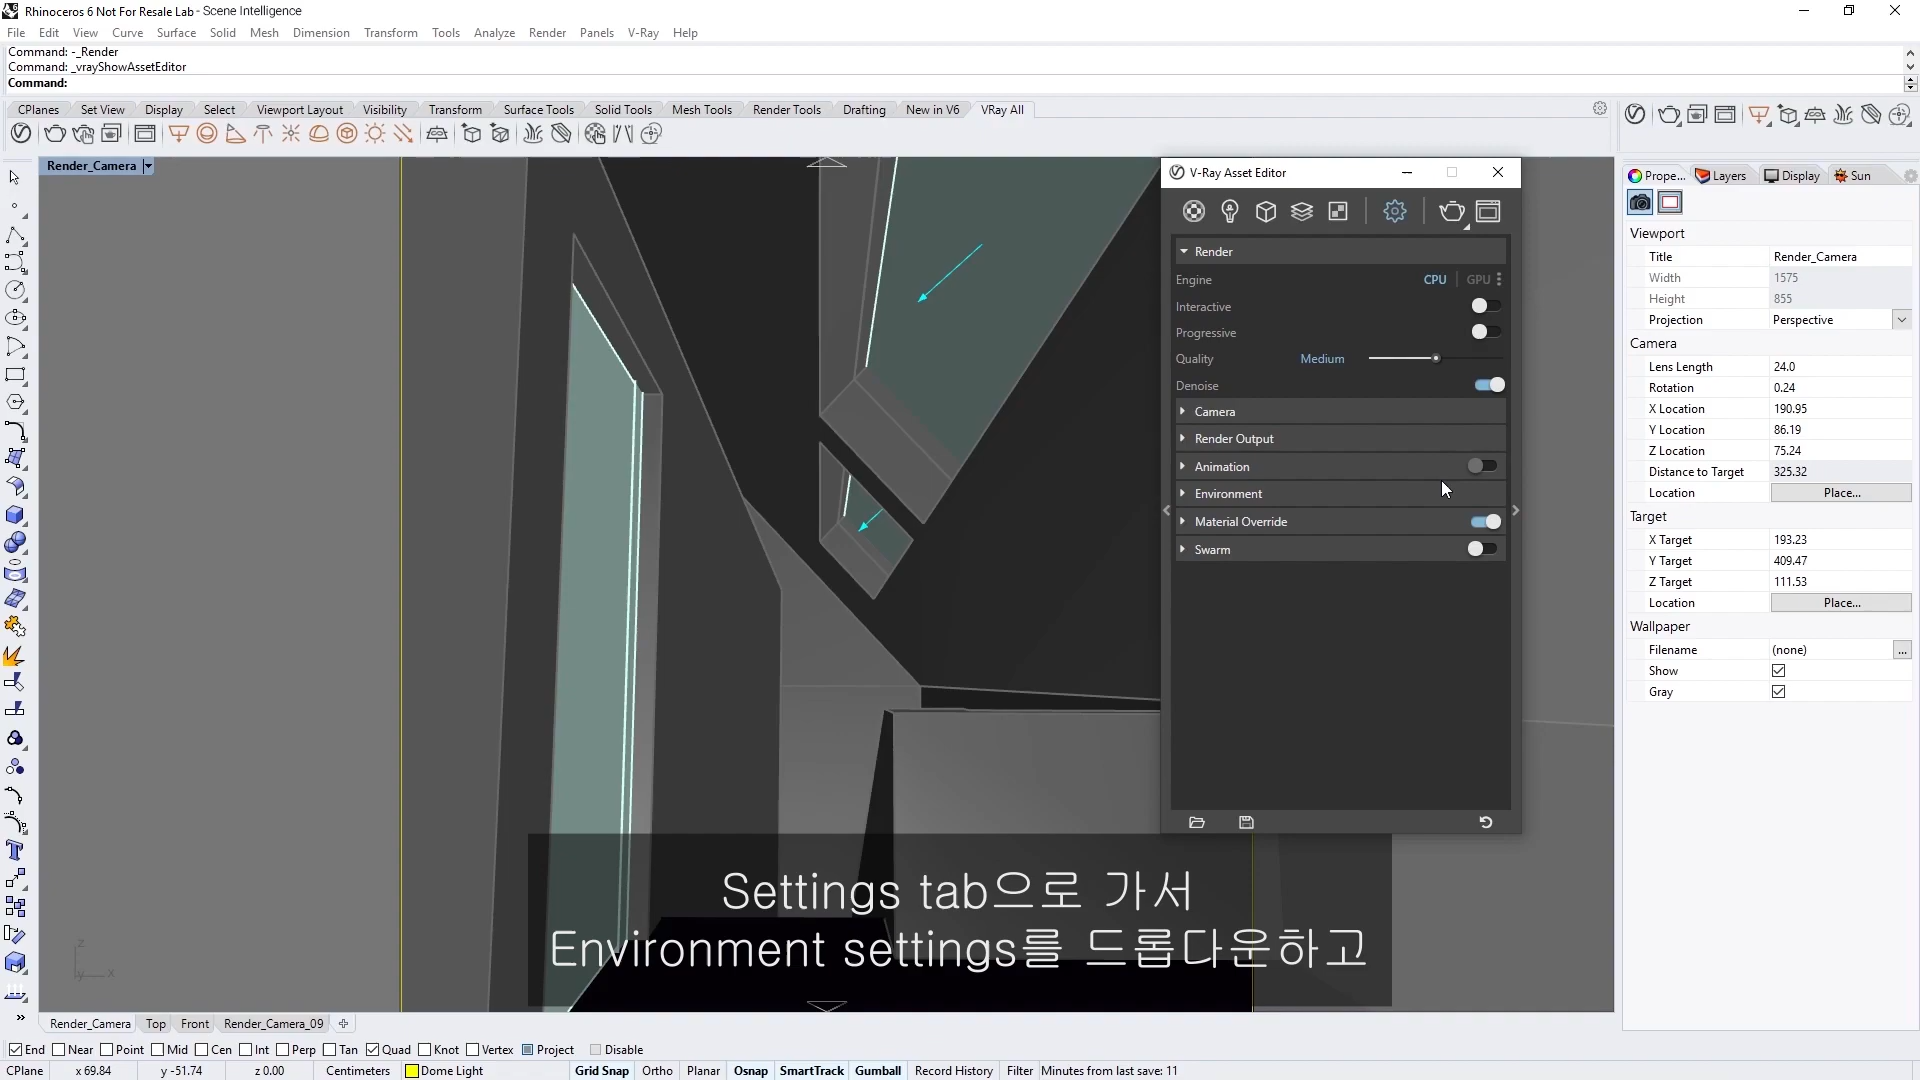 Rhinoceros 6 Not For Resale Lab - Scene Intelligence
File Edit View Curve Surface Solid Mesh Dimension Transform Tools Analyze Render Panels V-Ray Help
Command: -_Render
Command: _vrayShowAssetEditor
Command:
CPlanes Set View Display Select Viewport Layout Visibility Transform Surface Tools Solid Tools Mesh Tools Render Tools Drafting New in V6 VRay All
Render_Camera
V-Ray Asset Editor
Render
Engine CPU GPU
Interactive
Progressive
Quality Medium
Denoise
Camera
Render Output
Animation
Environment
Material Override
Swarm
Prope... Layers Display Sun
Viewport
Title Render_Camera
Width 1575
Height 855
Projection Perspective
Camera
Lens Length 24.0
Rotation 0.24
X Location 190.95
Y Location 86.19
Z Location 75.24
Distance to Target 325.32
Location Place...
Target
X Target 193.23
Y Target 409.47
Z Target 111.53
Location Place...
Wallpaper
Filename (none) ...
Show
Gray
Settings tab으로 가서
Environment settings를 드롭다운하고
z
y x
Render_Camera Top Front Render_Camera_09
End Near Point Mid Cen Int Perp Tan Quad Knot Vertex Project Disable
CPlane x 69.84 y -51.74 z 0.00 Centimeters Dome Light Grid Snap Ortho Planar Osnap SmartTrack Gumball Record History Filter Minutes from last save: 11